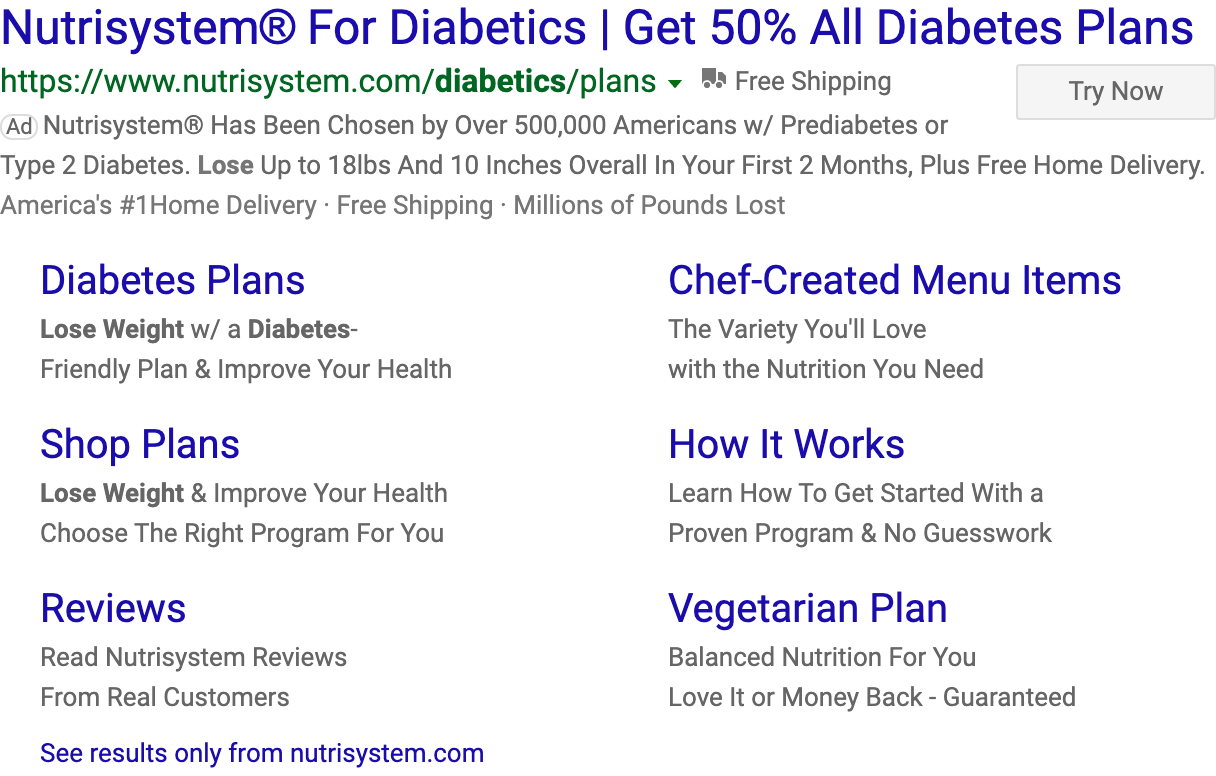 Nutrisystem® For Diabetics | Get 50% All Diabetes Plans
https://www.nutrisystem.com/diabetics/plans Free Shipping
Try Now
Ad Nutrisystem® Has Been Chosen by Over 500,000 Americans w/ Prediabetes or
Type 2 Diabetes. Lose Up to 18lbs And 10 Inches Overall In Your First 2 Months, Plus Free Home Delivery.
America's #1Home Delivery · Free Shipping · Millions of Pounds Lost
Diabetes Plans
Lose Weight w/ a Diabetes-
Friendly Plan & Improve Your Health
Chef-Created Menu Items
The Variety You'll Love
with the Nutrition You Need
Shop Plans
Lose Weight & Improve Your Health
Choose The Right Program For You
How It Works
Learn How To Get Started With a
Proven Program & No Guesswork
Reviews
Read Nutrisystem Reviews
From Real Customers
Vegetarian Plan
Balanced Nutrition For You
Love It or Money Back - Guaranteed
See results only from nutrisystem.com